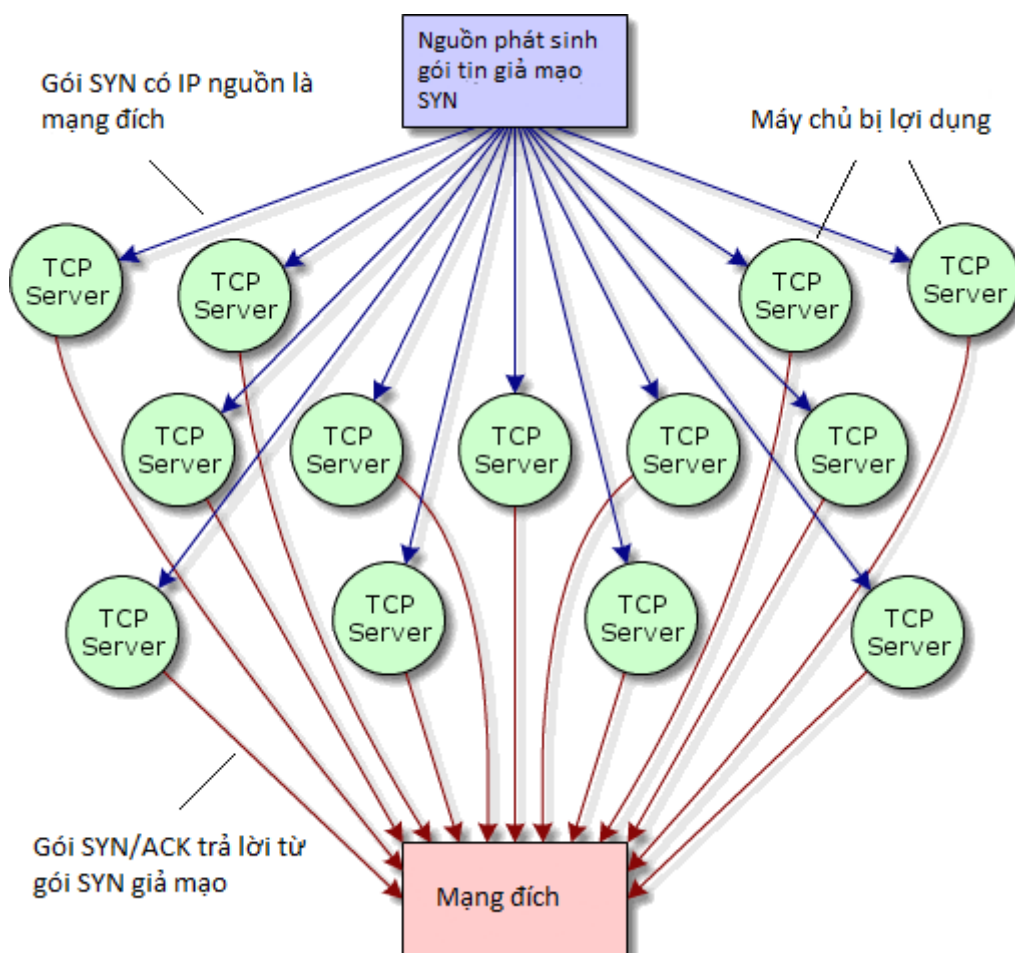 Nguồn phát sinh
gói tin giả mạo
SYN
Gói SYN có IP nguồn là
mạng đích
Máy chủ bị lợi dụng
TCP
Server
TCP
Server
TCP
Server
TCP
Server
TCP
Server
TCP
Server
TCP
Server
TCP
Server
TCP
Server
TCP
Server
TCP
Server
TCP
Server
TCP
Server
Gói SYN/ACK trả lời từ
gói SYN giả mạo
Mạng đích